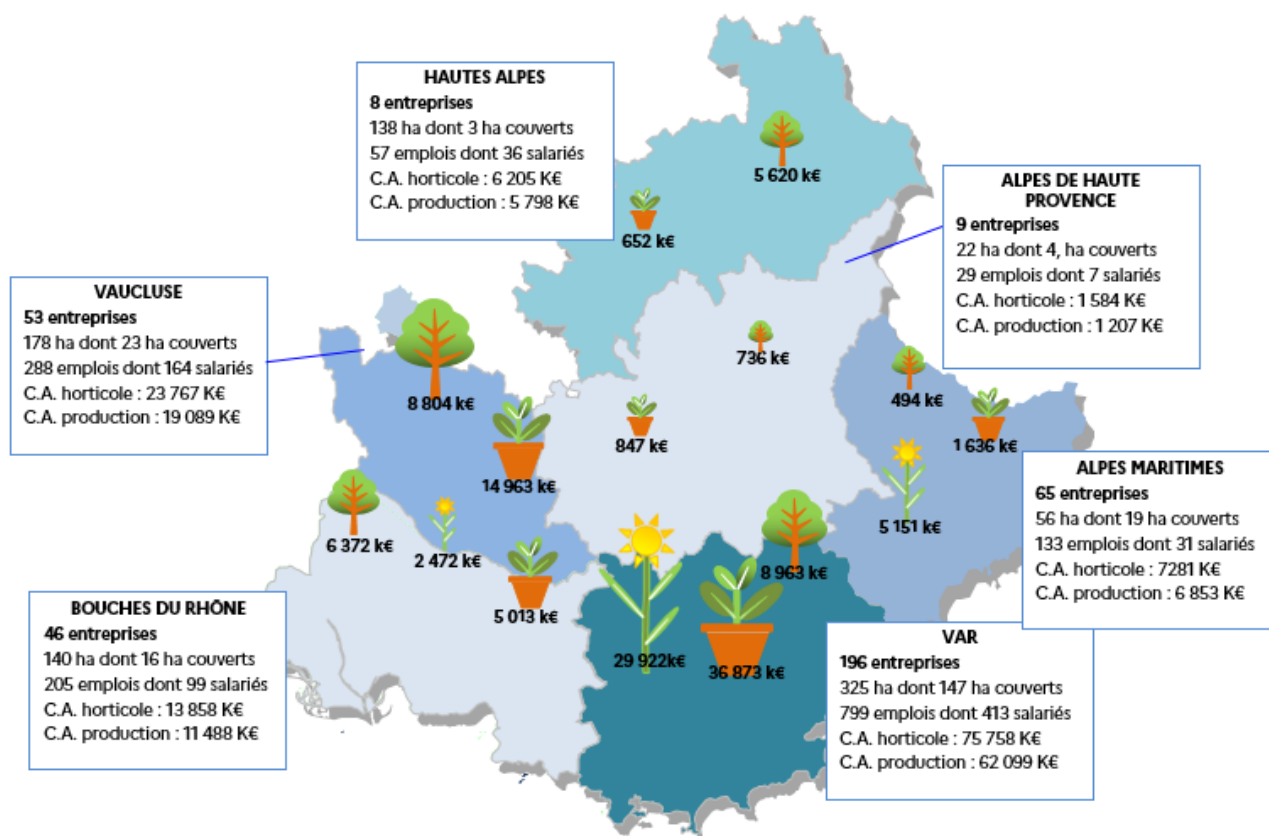 HAUTES ALPES
8 entreprises
138 ha dont 3 ha couverts
57 emplois dont 36 salariés
C.A. horticole : 6 205 K€
C.A. production : 5 798 K€
5 620 k€
652 k€
ALPES DE HAUTE
PROVENCE
9 entreprises
22 ha dont 4, ha couverts
29 emplois dont 7 salariés
C.A. horticole : 1 584 K€
C.A. production : 1 207 K€
VAUCLUSE
53 entreprises
178 ha dont 23 ha couverts
288 emplois dont 164 salariés
C.A. horticole : 23 767 K€
C.A. production : 19 089 K€
736 k€
8 804 k€
494 k€
847 k€
1 636 k€
14 963 k€
ALPES MARITIMES
65 entreprises
56 ha dont 19 ha couverts
133 emplois dont 31 salariés
C.A. horticole : 7281 K€
C.A. production : 6 853 K€
5 151 k€
6 372 k€
2 472 k€
8 963 k€
5 013 k€
BOUCHES DU RHÔNE
46 entreprises
140 ha dont 16 ha couverts
205 emplois dont 99 salariés
C.A. horticole : 13 858 K€
C.A. production : 11 488 K€
29 922k€
36 873 k€
VAR
196 entreprises
325 ha dont 147 ha couverts
799 emplois dont 413 salariés
C.A. horticole : 75 758 K€
C.A. production : 62 099 K€